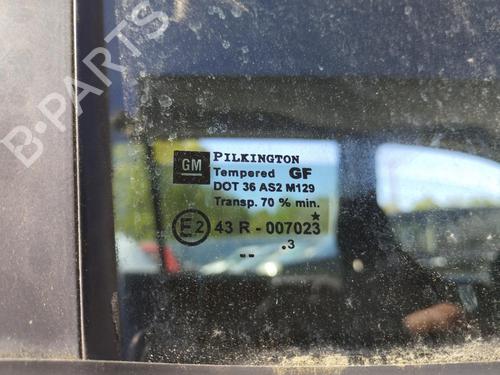 B-PARTS
GM PILKINGTON
Tempered GF
DOT 36 AS2 M129
Transp. 70 % min.
E2 43 R - 007023
-- .3